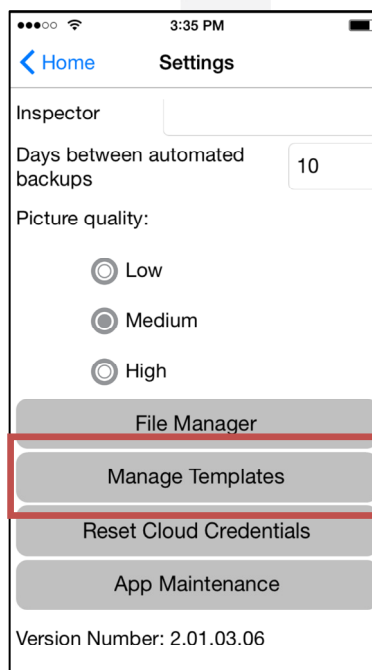 3:35 PM
Home Settings
Inspector
Days between automated
backups
10
Picture quality:
Low
Medium
High
File Manager
Manage Templates
Reset Cloud Credentials
App Maintenance
Version Number: 2.01.03.06